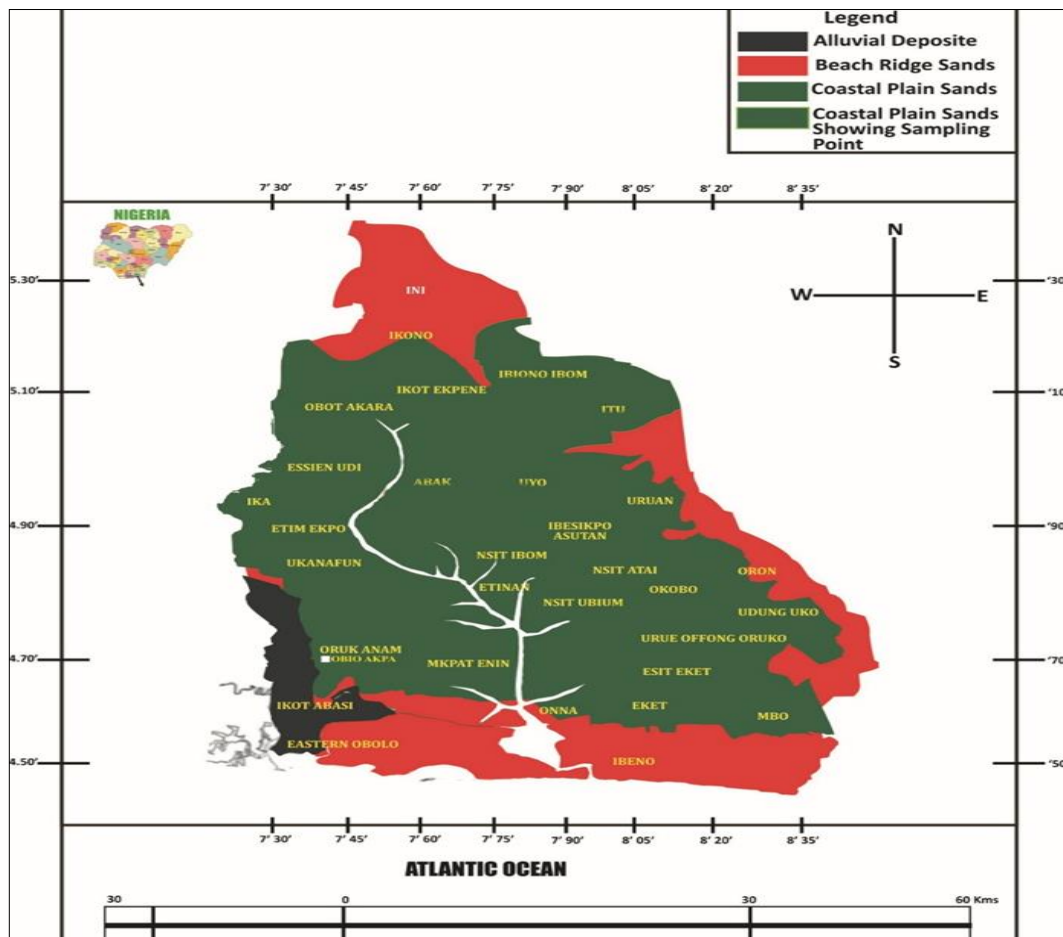 Legend
Alluvial Deposite
Beach Ridge Sands
Coastal Plain Sands
Coastal Plain Sands
Showing Sampling
Point
7’ 30’ 7’ 45’ 7’ 60’ 7’ 75’ 7’ 90’ 8’ 05’ 8’ 20’ 8’ 35’
NIGERIA
N
W E
S
5.30’ ’30
INI
IKONO
IBIONO IBOM
IKOT EKPENE
5.10’ ’10
OBOT AKARA
ITU
ESSIEN UDI
ABAK UYO
IKA
URUAN
4.90’ ’90
ETIM EKPO
IBESIKPO
ASUTAN
NSIT IBOM
UKANAFUN
NSIT ATAI
ORON
ETINAN
OKOBO
NSIT UBIUM
UDUNG UKO
URUE OFFONG ORUKO
ORUK ANAM
OBIO AKPA
4.70’ ’70
MKPAT ENIN
ESIT EKET
IKOT ABASI
ONNA
EKET
MBO
EASTERN OBOLO
IBENO
4.50’ ’50
7’ 30’ 7’ 45’ 7’ 60’ 7’ 75’ 7’ 90’ 8’ 05’ 8’ 20’ 8’ 35’
ATLANTIC OCEAN
30 0 30 60 Kms